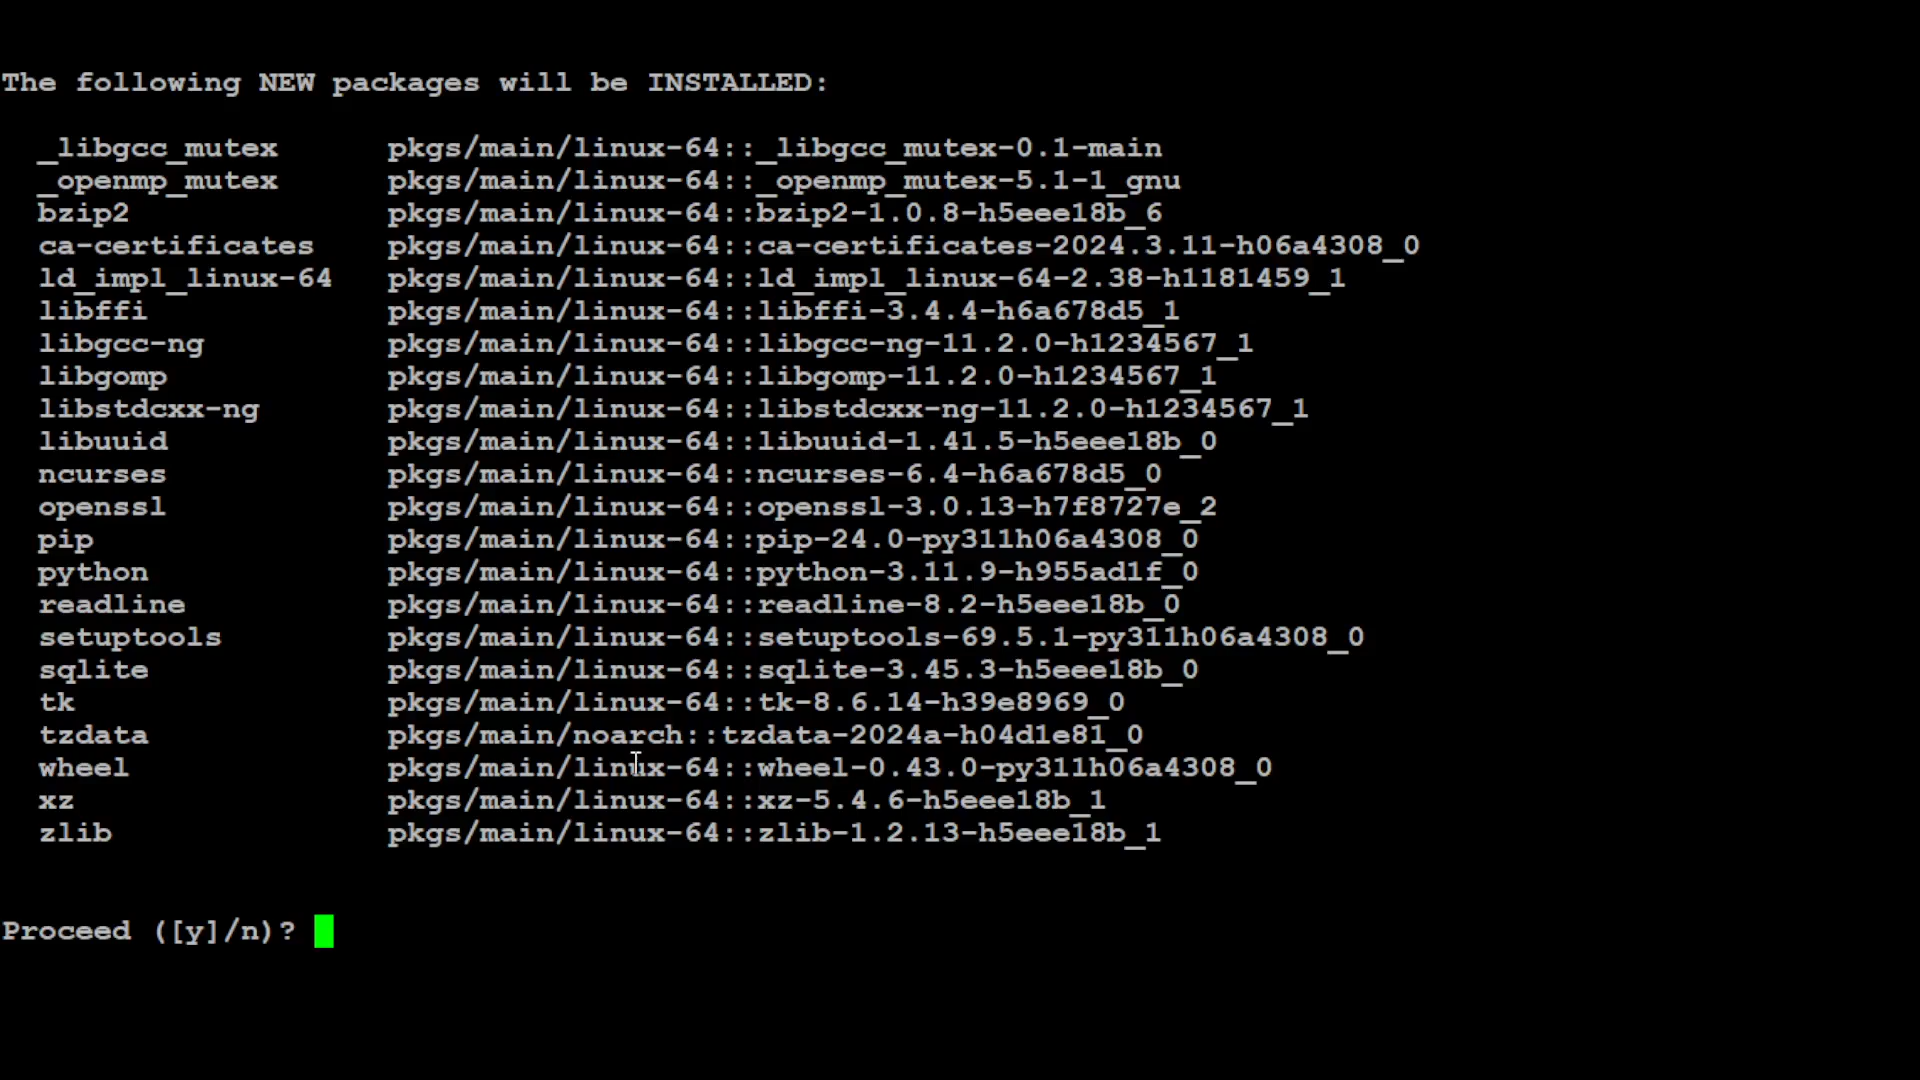 The following NEW packages will be INSTALLED:
_libgcc_mutex pkgs/main/linux-64::_libgcc_mutex-0.1-main
_openmp_mutex pkgs/main/linux-64::_openmp_mutex-5.1-1_gnu
bzip2 pkgs/main/linux-64::bzip2-1.0.8-h5eee18b_6
ca-certificates pkgs/main/linux-64::ca-certificates-2024.3.11-h06a4308_0
ld_impl_linux-64 pkgs/main/linux-64::ld_impl_linux-64-2.38-h1181459_1
libffi pkgs/main/linux-64::libffi-3.4.4-h6a678d5_1
libgcc-ng pkgs/main/linux-64::libgcc-ng-11.2.0-h1234567_1
libgomp pkgs/main/linux-64::libgomp-11.2.0-h1234567_1
libstdcxx-ng pkgs/main/linux-64::libstdcxx-ng-11.2.0-h1234567_1
libuuid pkgs/main/linux-64::libuuid-1.41.5-h5eee18b_0
ncurses pkgs/main/linux-64::ncurses-6.4-h6a678d5_0
openssl pkgs/main/linux-64::openssl-3.0.13-h7f8727e_2
pip pkgs/main/linux-64::pip-24.0-py311h06a4308_0
python pkgs/main/linux-64::python-3.11.9-h955ad1f_0
readline pkgs/main/linux-64::readline-8.2-h5eee18b_0
setuptools pkgs/main/linux-64::setuptools-69.5.1-py311h06a4308_0
sqlite pkgs/main/linux-64::sqlite-3.45.3-h5eee18b_0
tk pkgs/main/linux-64::tk-8.6.14-h39e8969_0
tzdata pkgs/main/noarch::tzdata-2024a-h04d1e81_0
wheel pkgs/main/linux-64::wheel-0.43.0-py311h06a4308_0
xz pkgs/main/linux-64::xz-5.4.6-h5eee18b_1
zlib pkgs/main/linux-64::zlib-1.2.13-h5eee18b_1
Proceed ([y]/n)?